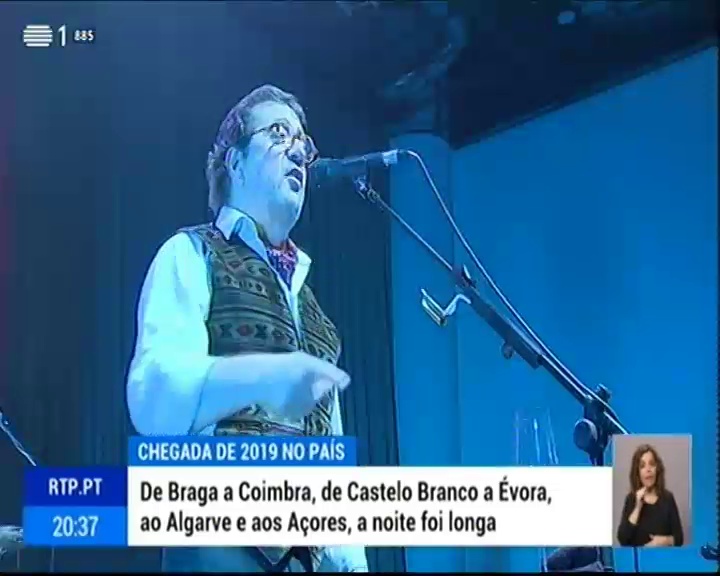 1 885
CHEGADA DE 2019 NO PAÍS
RTP.PT
De Braga a Coimbra, de Castelo Branco a Évora,
20:37
ao Algarve e aos Açores, a noite foi longa